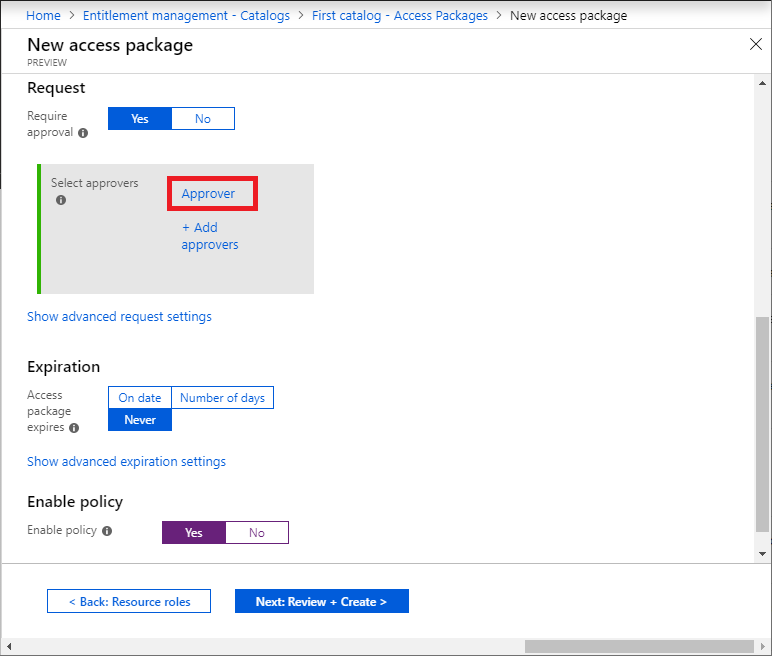 Home > Entitlement management - Catalogs > First catalog - Access Packages > New access package
New access package
PREVIEW
Request
Require
approval
Yes
No
Select approvers
Approver
+ Add
approvers
Show advanced request settings
Expiration
Access
package
expires
On date
Number of days
Never
Show advanced expiration settings
Enable policy
Enable policy
Yes
No
< Back: Resource roles
Next: Review + Create >